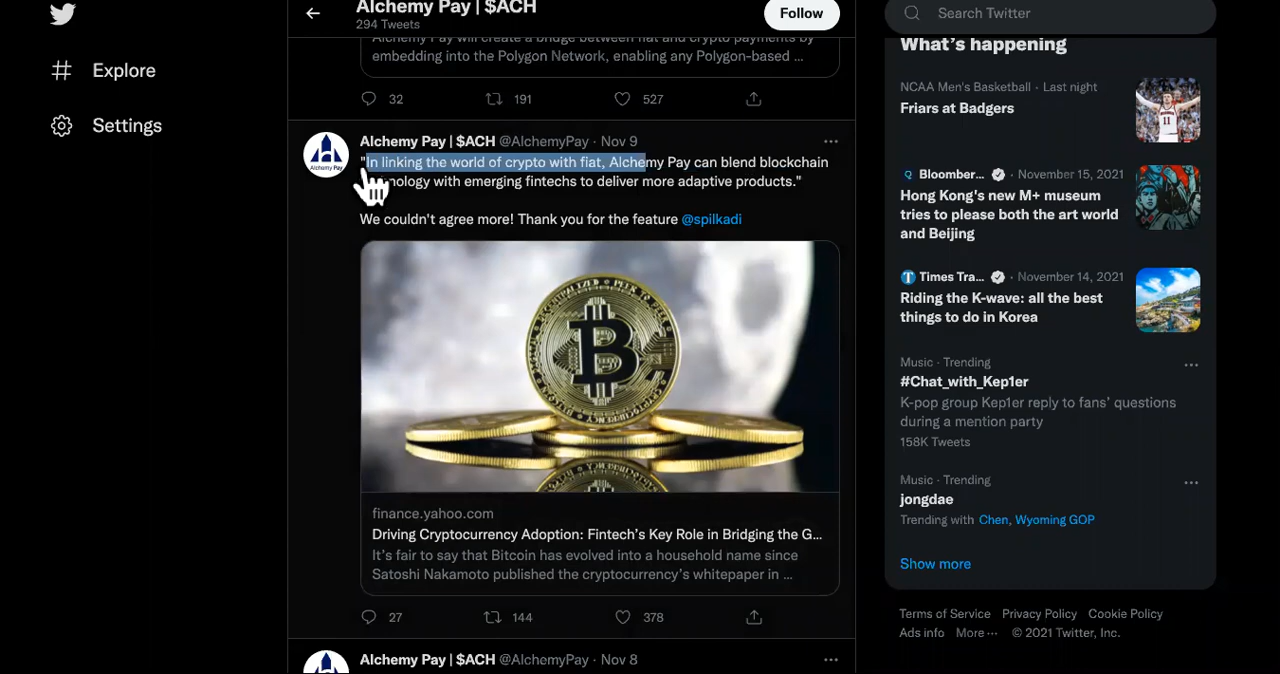 Alchemy Pay | $ACH
294 Tweets
Follow
Search Twitter
Explore
Settings
Alchemy Pay will create a bridge between fiat and crypto payments by
embedding into the Polygon Network, enabling any Polygon-based ...
32 191 527
Alchemy Pay | $ACH @AlchemyPay · Nov 9
"In linking the world of crypto with fiat, Alchemy Pay can blend blockchain
with emerging fintechs to deliver more adaptive products."
We couldn't agree more! Thank you for the feature @spilkadi
finance.yahoo.com
Driving Cryptocurrency Adoption: Fintech's Key Role in Bridging the G...
It's fair to say that Bitcoin has evolved into a household name since
Satoshi Nakamoto published the cryptocurrency's whitepaper in ...
27 144 378
Alchemy Pay | $ACH @AlchemyPay · Nov 8
What's happening
NCAA Men's Basketball · Last night
Friars at Badgers
Bloomber... · November 15, 2021
Hong Kong's new M+ museum
tries to please both the art world
and Beijing
Times Tra... · November 14, 2021
Riding the K-wave: all the best
things to do in Korea
Music · Trending
#Chat_with_Kep1er
K-pop group Kep1er reply to fans' questions
during a mention party
158K Tweets
Music · Trending
jongdae
Trending with Chen, Wyoming GOP
Show more
Terms of Service Privacy Policy Cookie Policy
Ads info More ··· © 2021 Twitter, Inc.